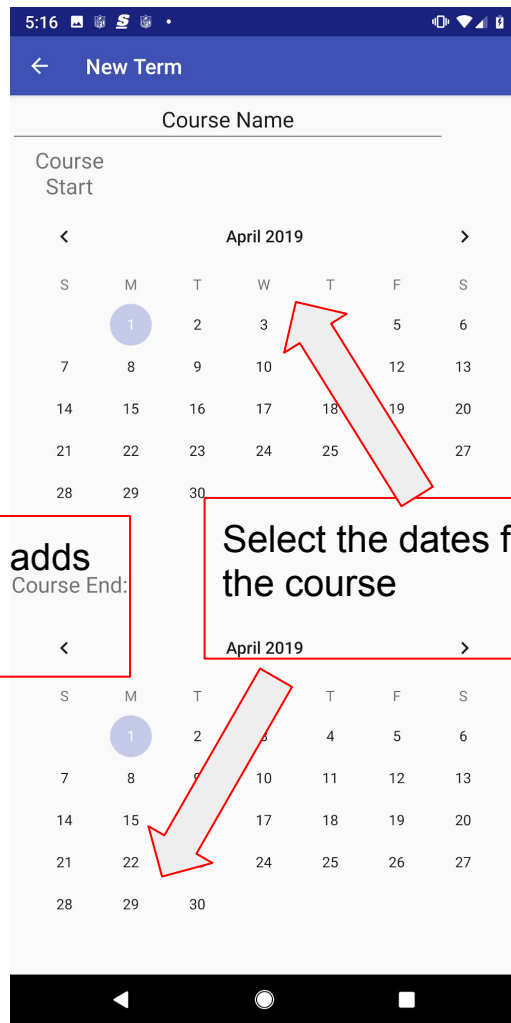 5:16
New Term
Course Name
Course
Start
April 2019
S M T W T F S
1 2 3 5 6
7 8 9 10 12 13
14 15 16 17 18 19 20
21 22 23 24 25 27
28 29 30
adds
Course End:
Select the dates f
the course
April 2019
S M T T F S
1 2 4 5 6
7 8 10 11 12 13
14 15 17 18 19 20
21 22 24 25 26 27
28 29 30